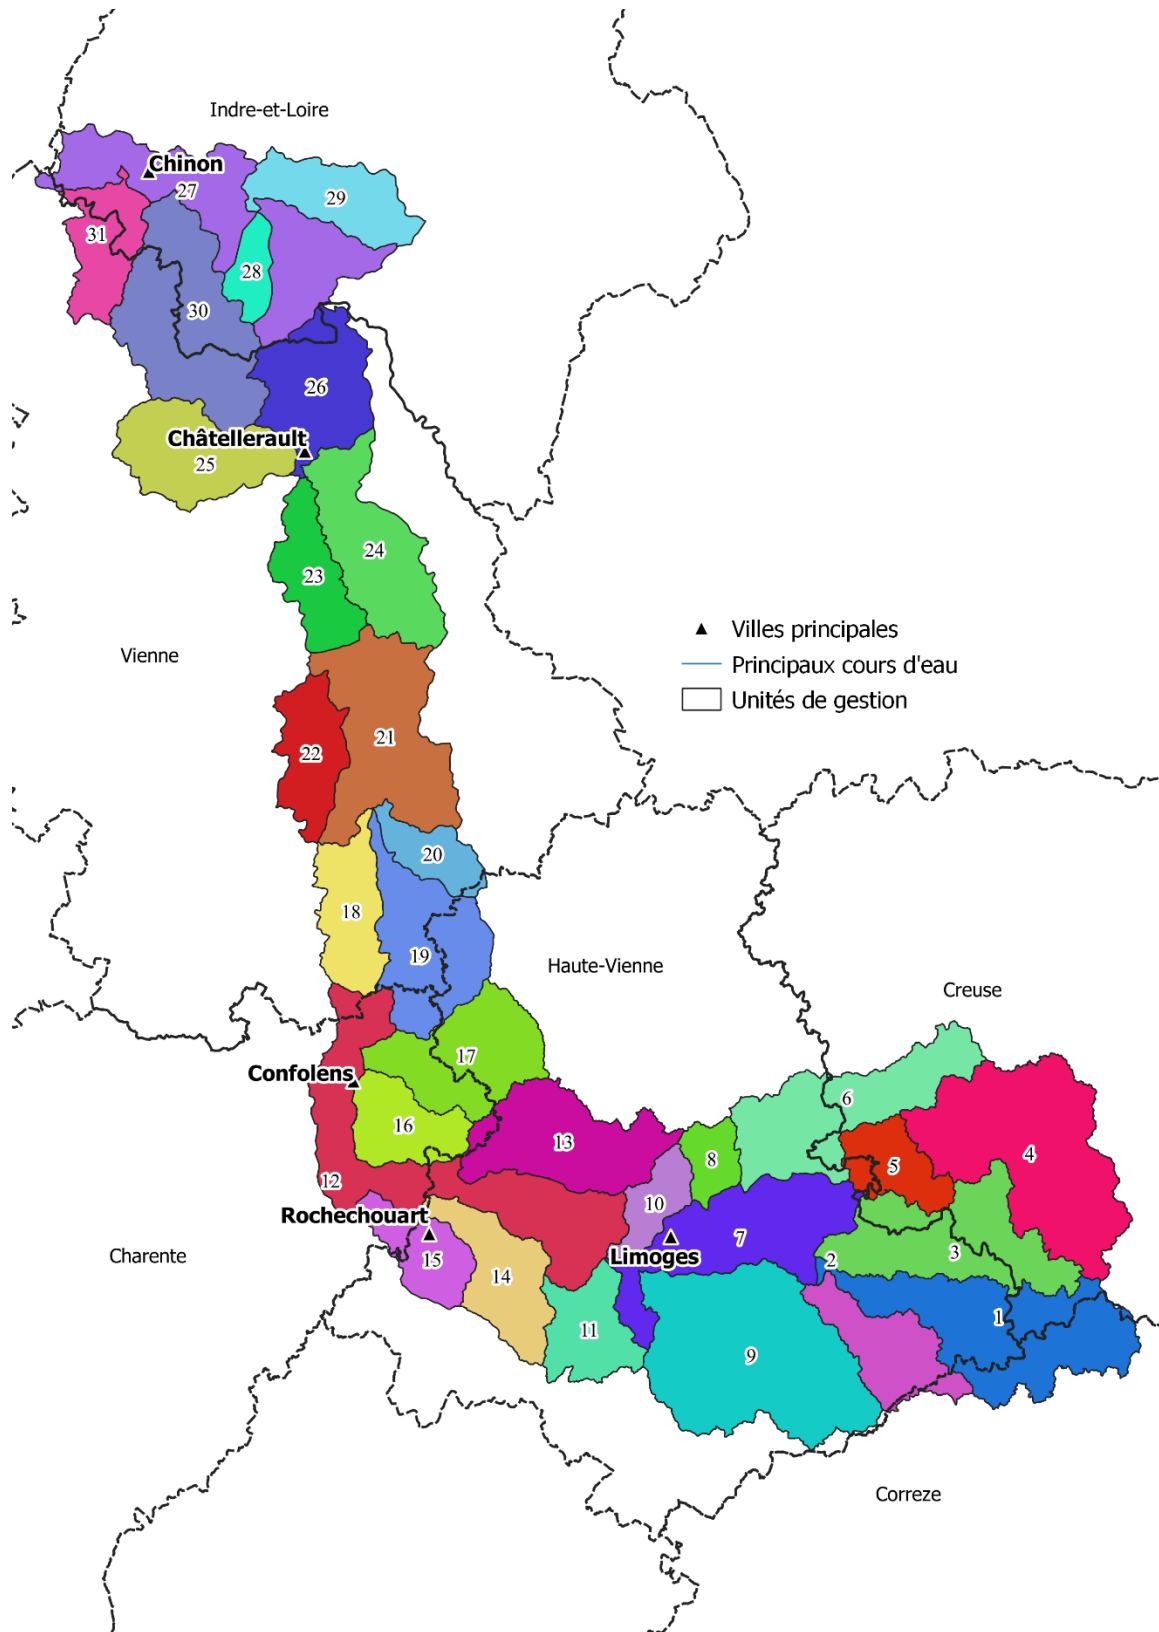 Indre-et-Loire
Chinon
27
29
31
28
30
26
Châtellerault
25
24
23
Vienne
▲ Villes principales
Principaux cours d'eau
Unités de gestion
22
21
20
18
19
Haute-Vienne
Creuse
17
Confolens
6
16
13
8
5
4
12
10
Rochechouart
7
Charente
15
Limoges
2
3
14
1
11
9
Correze